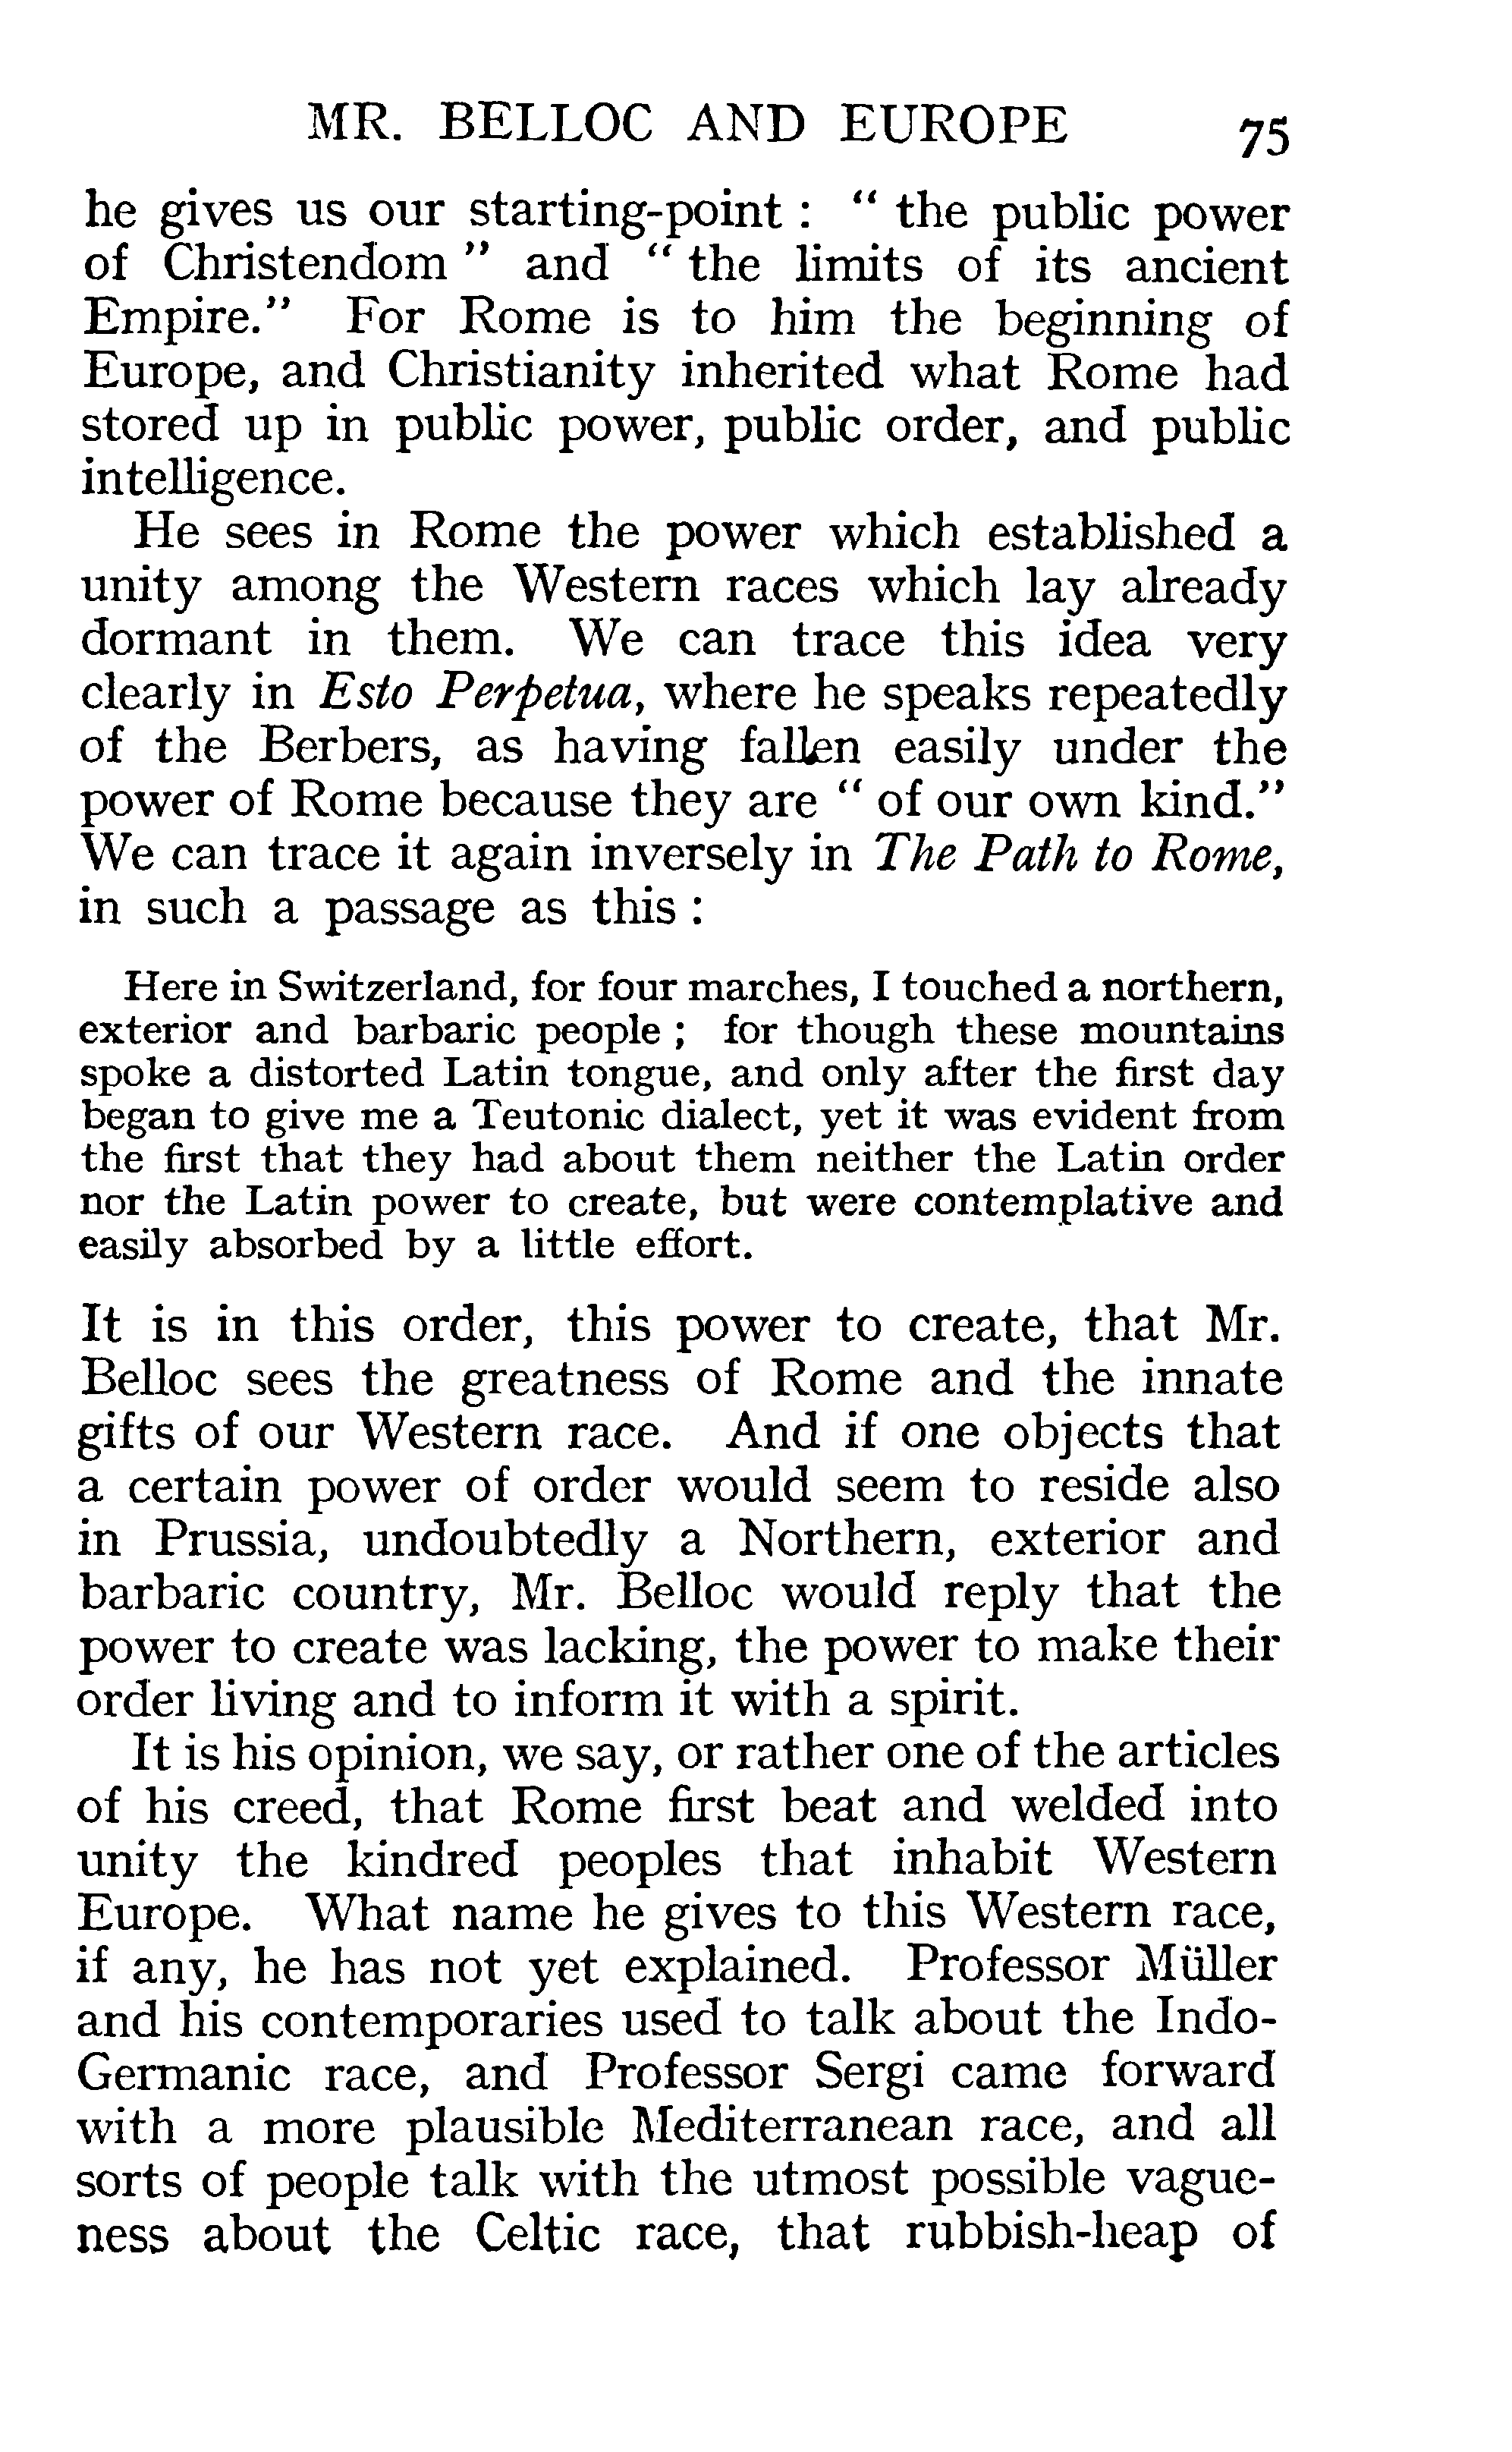 MR. BELLOC AND EUROPE 75
he gives us our starting-point : “ the public power
of Christendom ” and “ the limits of its ancient
Empire.” For Rome is to him the beginning of
Europe, and Christianity inherited what Rome had
stored up in public power, public order, and public
intelligence.
He sees in Rome the power which established a
unity among the Western races which lay already
dormant in them. We can trace this idea very
clearly in Esto Perpetua, where he speaks repeatedly
of the Berbers, as having fallen easily under the
power of Rome because they are “ of our own kind.”
We can trace it again inversely in The Path to Rome,
in such a passage as this :
Here in Switzerland, for four marches, I touched a northern,
exterior and barbaric people ; for though these mountains
spoke a distorted Latin tongue, and only after the first day
began to give me a Teutonic dialect, yet it was evident from
the first that they had about them neither the Latin order
nor the Latin power to create, but were contemplative and
easily absorbed by a little effort.
It is in this order, this power to create, that Mr.
Belloc sees the greatness of Rome and the innate
gifts of our Western race. And if one objects that
a certain power of order would seem to reside also
in Prussia, undoubtedly a Northern, exterior and
barbaric country, Mr. Belloc would reply that the
power to create was lacking, the power to make their
order living and to inform it with a spirit.
It is his opinion, we say, or rather one of the articles
of his creed, that Rome first beat and welded into
unity the kindred peoples that inhabit Western
Europe. What name he gives to this Western race,
if any, he has not yet explained. Professor Müller
and his contemporaries used to talk about the Indo-
Germanic race, and Professor Sergi came forward
with a more plausible Mediterranean race, and all
sorts of people talk with the utmost possible vague-
ness about the Celtic race, that rubbish-heap of